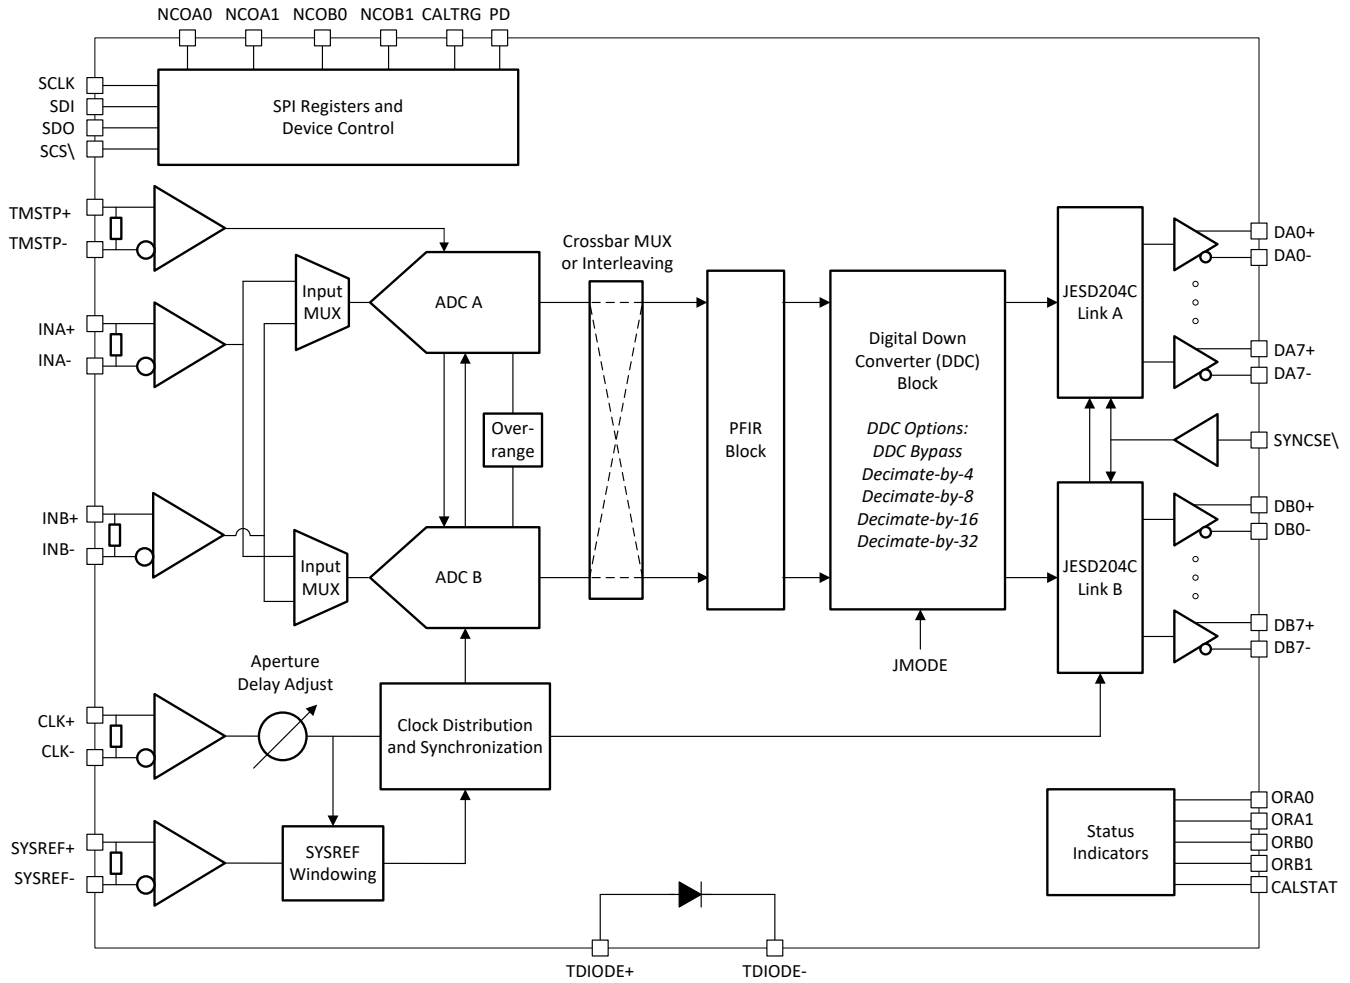 NCOA0 NCOA1 NCOB0 NCOB1 CALTRG PD
SCLK
SDI
SDO
SCS\
SPI Registers and
Device Control
TMSTP+
TMSTP-
INA+
INA-
INB+
INB-
CLK+
CLK-
SYSREF+
SYSREF-
Input
MUX
Input
MUX
ADC A
ADC B
Over-
range
Crossbar MUX
or Interleaving
PFIR
Block
Digital Down
Converter (DDC)
Block
DDC Options:
DDC Bypass
Decimate-by-4
Decimate-by-8
Decimate-by-16
Decimate-by-32
JMODE
JESD204C
Link A
JESD204C
Link B
DA0+
DA0-
DA7+
DA7-
SYNCSE\
DB0+
DB0-
DB7+
DB7-
Aperture
Delay Adjust
Clock Distribution
and Synchronization
SYSREF
Windowing
Status
Indicators
ORA0
ORA1
ORB0
ORB1
CALSTAT
TDIODE+
TDIODE-